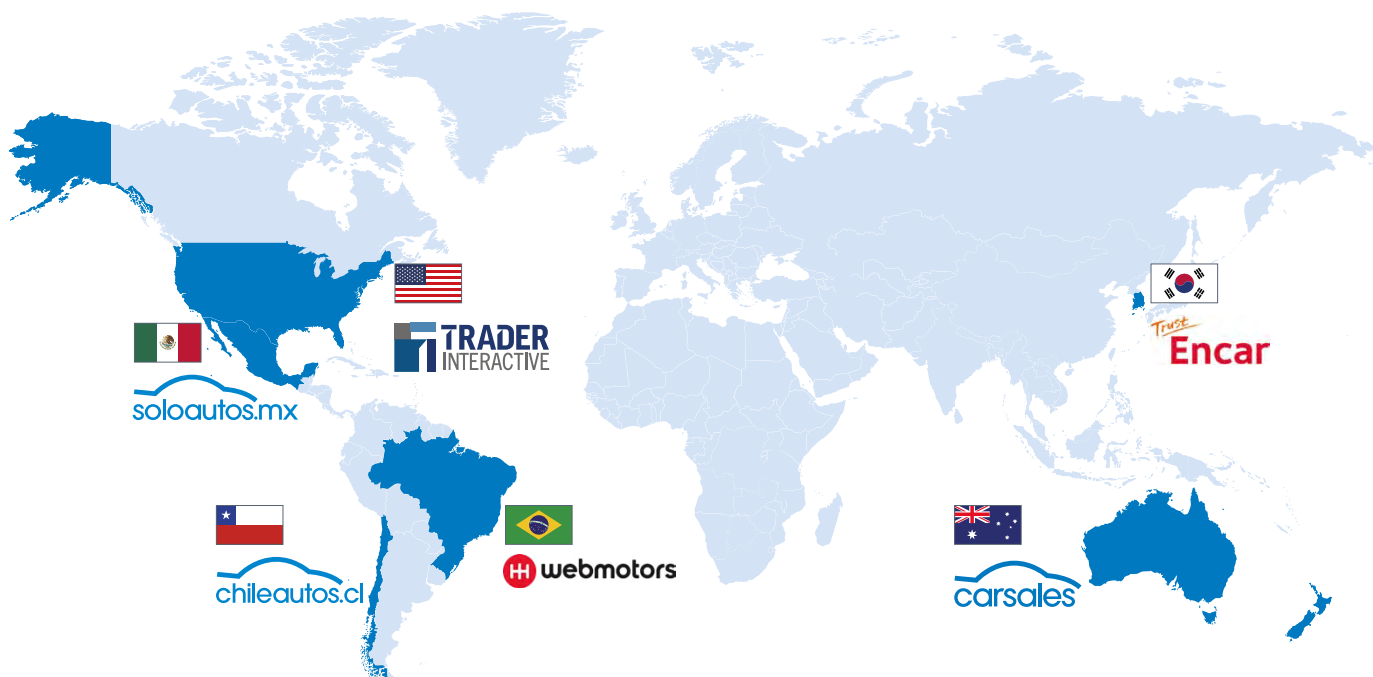 TRADER
INTERACTIVE
soloautos.mx
Trust
Encar
chileautos.cl
webmotors
carsales